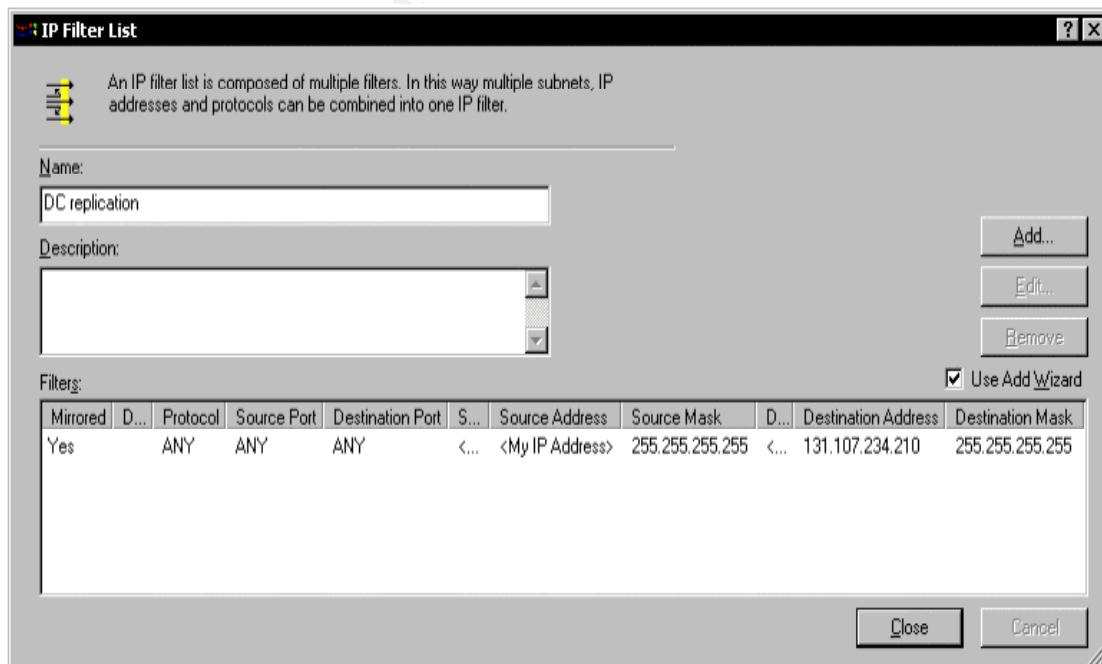 IP Filter List
An IP filter list is composed of multiple filters. In this way multiple subnets, IP
addresses and protocols can be combined into one IP filter.
Name:
DC replication
Add...
Description:
Edit...
Remove
Use Add Wizard
Filters:
Mirrored D... Protocol Source Port Destination Port S... Source Address Source Mask D... Destination Address Destination Mask
Yes ANY ANY ANY <... <My IP Address> 255.255.255.255 <... 131.107.234.210 255.255.255.255
Close Cancel